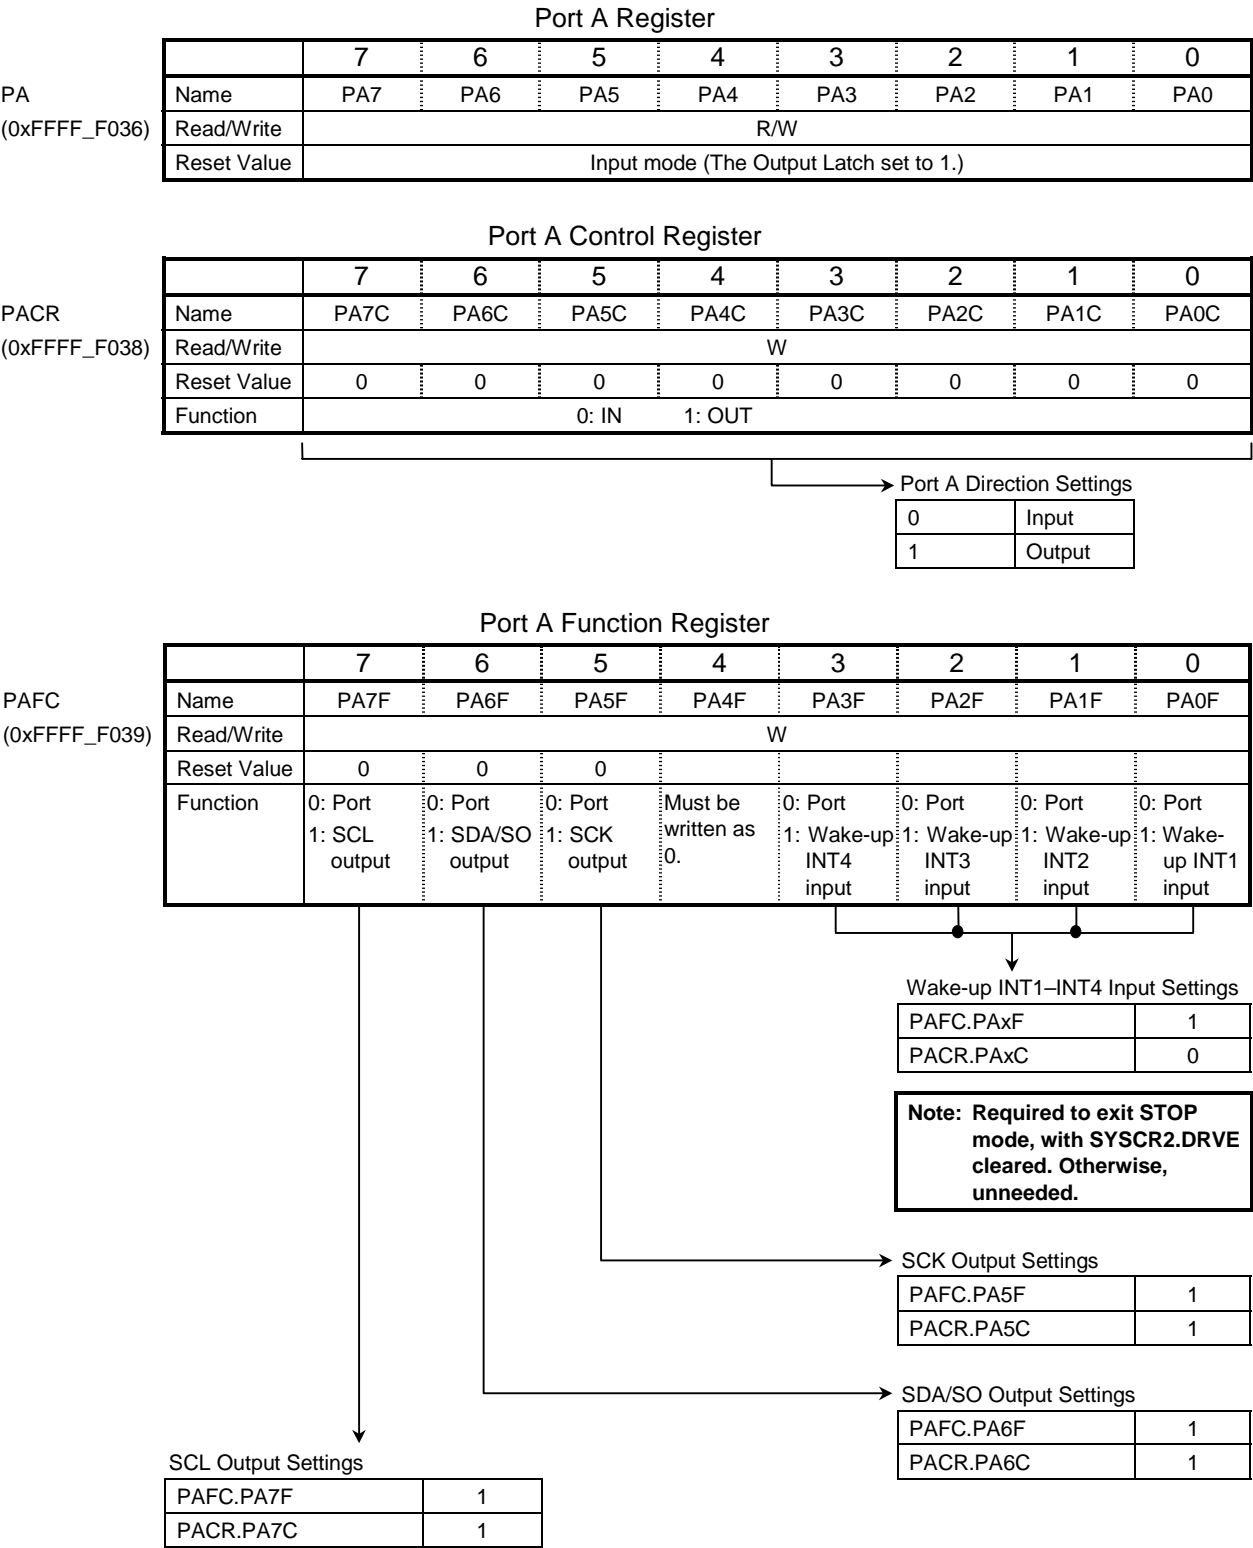 Port A Register
7 6 5 4 3 2 1 0
PA Name PA7 PA6 PA5 PA4 PA3 PA2 PA1 PA0
(0xFFFF_F036) Read/Write R/W
Reset Value Input mode (The Output Latch set to 1.)
Port A Control Register
7 6 5 4 3 2 1 0
PACR Name PA7C PA6C PA5C PA4C PA3C PA2C PA1C PA0C
(0xFFFF_F038) Read/Write W
Reset Value 0 0 0 0 0 0 0 0
Function 0: IN 1: OUT
Port A Direction Settings
0 Input
1 Output
Port A Function Register
7 6 5 4 3 2 1 0
PAFC Name PA7F PA6F PA5F PA4F PA3F PA2F PA1F PA0F
(0xFFFF_F039) Read/Write W
Reset Value 0 0 0
Function 0: Port 0: Port 0: Port Must be 0: Port 0: Port 0: Port 0: Port
1: SCL 1: SDA/SO 1: SCK written as 1: Wake-up 1: Wake-up 1: Wake-up 1: Wake-
output output output 0. INT4 INT3 INT2 up INT1
input input input input
Wake-up INT1–INT4 Input Settings
PAFC.PAxF 1
PACR.PAxC 0
Note: Required to exit STOP
mode, with SYSCR2.DRVE
cleared. Otherwise,
unneeded.
SCK Output Settings
PAFC.PA5F 1
PACR.PA5C 1
SDA/SO Output Settings
PAFC.PA6F 1
PACR.PA6C 1
SCL Output Settings
PAFC.PA7F 1
PACR.PA7C 1